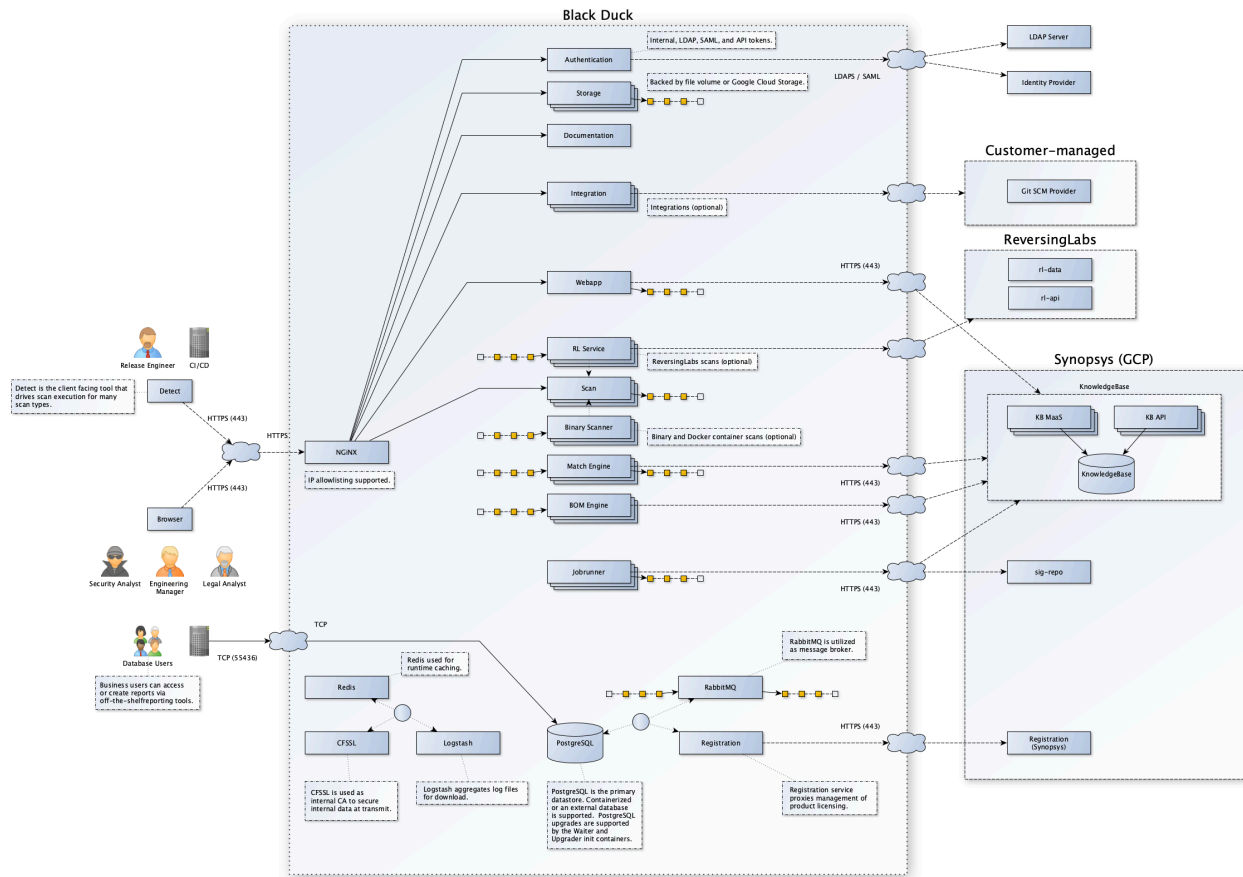 Black Duck
Internal, LDAP, SAML, and API tokens.
Authentication
LDAPS / SAML
LDAP Server
Identity Provider
Backed by file volume or Google Cloud Storage.
Storage
Documentation
Customer-managed
Integration
Integrations (optional)
Git SCM Provider
ReversingLabs
HTTPS (443)
rl-data
rl-api
Webapp
RL Service
ReversingLabs scans (optional)
Scan
Binary Scanner
Binary and Docker container scans (optional)
Match Engine
HTTPS (443)
BOM Engine
HTTPS (443)
Jobrunner
HTTPS (443)
Synopsys (GCP)
KnowledgeBase
KB MaaS
KB API
KnowledgeBase
sig-repo
Release Engineer
CI/CD
Detect is the client facing tool that
drives scan execution for many
scan types.
Detect
HTTPS (443)
HTTPS
NGiNX
IP allowlisting supported.
HTTPS (443)
Browser
Security Analyst
Engineering
Manager
Legal Analyst
Database Users
TCP (55436)
TCP
Business users can access
or create reports via
off-the-shelfreporting tools.
Redis used for
runtime caching.
Redis
CFSSL
Logstash
CFSSL is used as
internal CA to secure
internal data at transmit.
Logstash aggregates log files
for download.
RabbitMQ is utilized
as message broker.
RabbitMQ
PostgreSQL
Registration
HTTPS (443)
Registration
(Synopsys)
PostgreSQL is the primary
datastore. Containerized
or an external database
is supported. PostgreSQL
upgrades are supported
by the Waiter and
Upgrader init containers.
Registration service
proxies management of
product licensing.